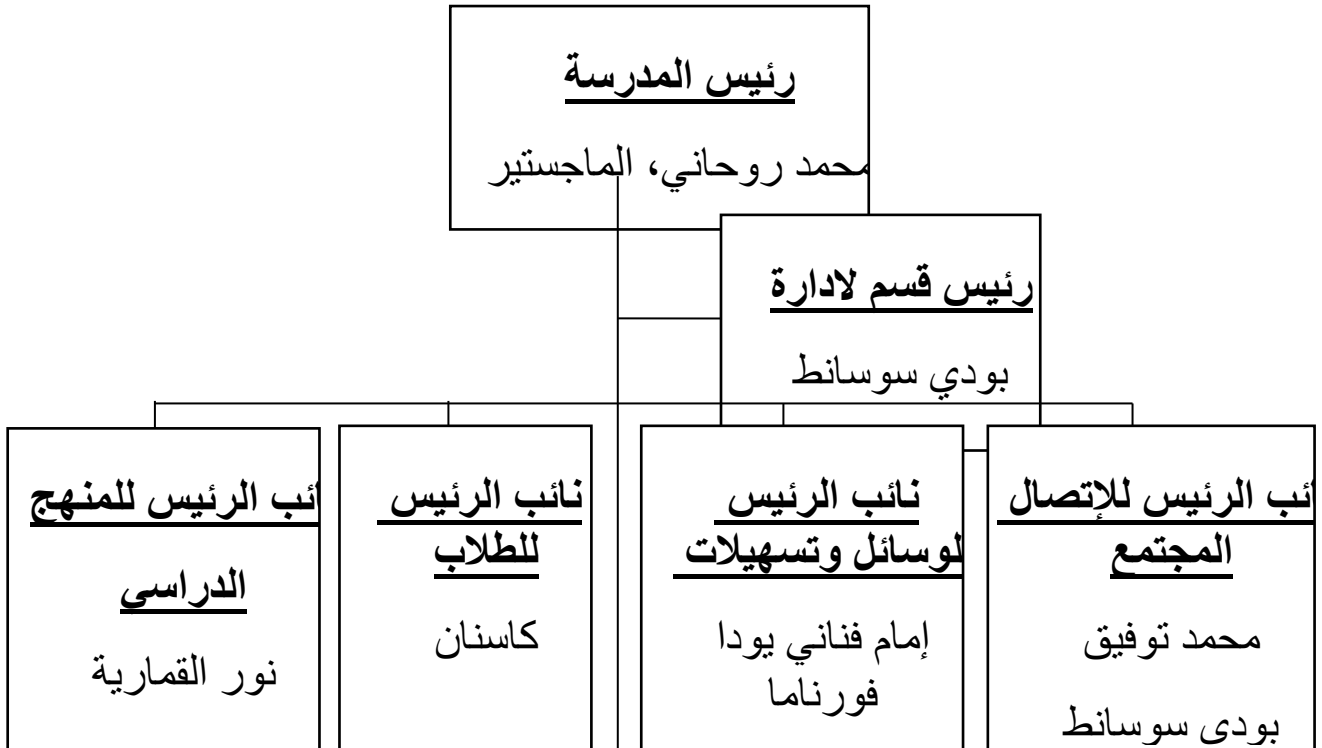 رئيس المدرسة
محمد روحاني، الماجستير
رئيس قسم لادارة
بودي سوسانط
ائب الرئيس للإتصال
المجتمع
محمد توفيق
بودي سوسانط
نائب الرئيس
لوسائل وتسهيلات
إمام فناني يودا
فورناما
نائب الرئيس
للطلاب
كاسنان
ائب الرئيس للمنهج
الدراسي
نور القمارية